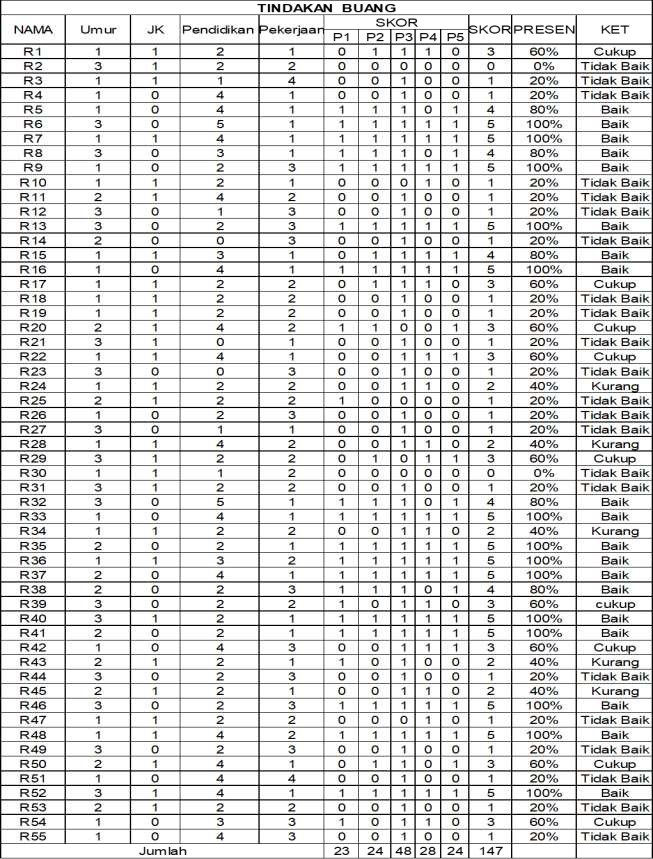 TINDAKAN BUANG
NAMA Umur JK Pendidikan Pekerjaan SKOR SKOR PRESEN KET
P1 P2 P3 P4 P5
R1 1 1 2 1 0 1 1 1 0 3 60% Cukup
R2 3 1 2 2 0 0 0 0 0 0 0% Tidak Baik
R3 1 1 1 4 0 0 1 0 0 1 20% Tidak Baik
R4 1 0 4 1 0 0 1 0 0 1 20% Tidak Baik
R5 1 0 4 1 1 1 1 0 1 4 80% Baik
R6 3 0 5 1 1 1 1 1 1 5 100% Baik
R7 1 1 4 1 1 1 1 1 1 5 100% Baik
R8 3 0 3 1 1 1 1 0 1 4 80% Baik
R9 1 0 2 3 1 1 1 1 1 5 100% Baik
R10 1 1 2 1 0 0 0 1 0 1 20% Tidak Baik
R11 2 1 4 2 0 0 1 0 0 1 20% Tidak Baik
R12 3 0 1 3 0 0 1 0 0 1 20% Tidak Baik
R13 3 0 2 3 1 1 1 1 1 5 100% Baik
R14 2 0 0 3 0 0 1 0 0 1 20% Tidak Baik
R15 1 1 3 1 0 1 1 1 1 4 80% Baik
R16 1 0 4 1 1 1 1 1 1 5 100% Baik
R17 1 1 2 2 0 1 1 1 0 3 60% Cukup
R18 1 1 2 2 0 0 1 0 0 1 20% Tidak Baik
R19 1 1 2 2 0 0 1 0 0 1 20% Tidak Baik
R20 2 1 4 2 1 1 0 0 1 3 60% Cukup
R21 3 1 0 1 0 0 1 0 0 1 20% Tidak Baik
R22 1 1 4 1 0 0 1 1 1 3 60% Cukup
R23 3 0 0 3 0 0 1 0 0 1 20% Tidak Baik
R24 1 1 2 2 0 0 1 1 0 2 40% Kurang
R25 2 1 2 2 1 0 0 0 0 1 20% Tidak Baik
R26 1 0 2 3 0 0 1 0 0 1 20% Tidak Baik
R27 3 0 1 1 0 0 1 0 0 1 20% Tidak Baik
R28 1 1 4 2 0 0 1 1 0 2 40% Kurang
R29 3 1 2 2 0 1 0 1 1 3 60% Cukup
R30 1 1 1 2 0 0 0 0 0 0 0% Tidak Baik
R31 3 1 2 2 0 0 1 0 0 1 20% Tidak Baik
R32 3 0 5 1 1 1 1 0 1 4 80% Baik
R33 1 0 4 1 1 1 1 1 1 5 100% Baik
R34 1 1 2 2 0 0 1 1 0 2 40% Kurang
R35 2 0 2 1 1 1 1 1 1 5 100% Baik
R36 1 1 3 2 1 1 1 1 1 5 100% Baik
R37 2 0 4 1 1 1 1 1 1 5 100% Baik
R38 2 0 2 3 1 1 1 0 1 4 80% Baik
R39 3 0 2 2 1 0 1 1 0 3 60% cukup
R40 3 1 2 1 1 1 1 1 1 5 100% Baik
R41 2 0 2 1 1 1 1 1 1 5 100% Baik
R42 1 0 4 3 0 0 1 1 1 3 60% Cukup
R43 2 1 2 1 1 0 1 0 0 2 40% Kurang
R44 3 0 2 3 0 0 1 0 0 1 20% Tidak Baik
R45 2 1 2 1 0 0 1 1 0 2 40% Kurang
R46 3 0 2 3 1 1 1 1 1 5 100% Baik
R47 1 1 2 2 0 0 0 1 0 1 20% Tidak Baik
R48 1 1 4 2 1 1 1 1 1 5 100% Baik
R49 3 0 2 3 0 0 1 0 0 1 20% Tidak Baik
R50 2 1 4 1 0 1 1 0 1 3 60% Cukup
R51 1 0 4 4 0 0 1 0 0 1 20% Tidak Baik
R52 3 1 4 1 1 1 1 1 1 5 100% Baik
R53 2 1 2 2 0 0 1 0 0 1 20% Tidak Baik
R54 1 0 3 3 1 0 1 1 0 3 60% Cukup
R55 1 0 4 3 0 0 1 0 0 1 20% Tidak Baik
Jumlah 23 24 48 28 24 147